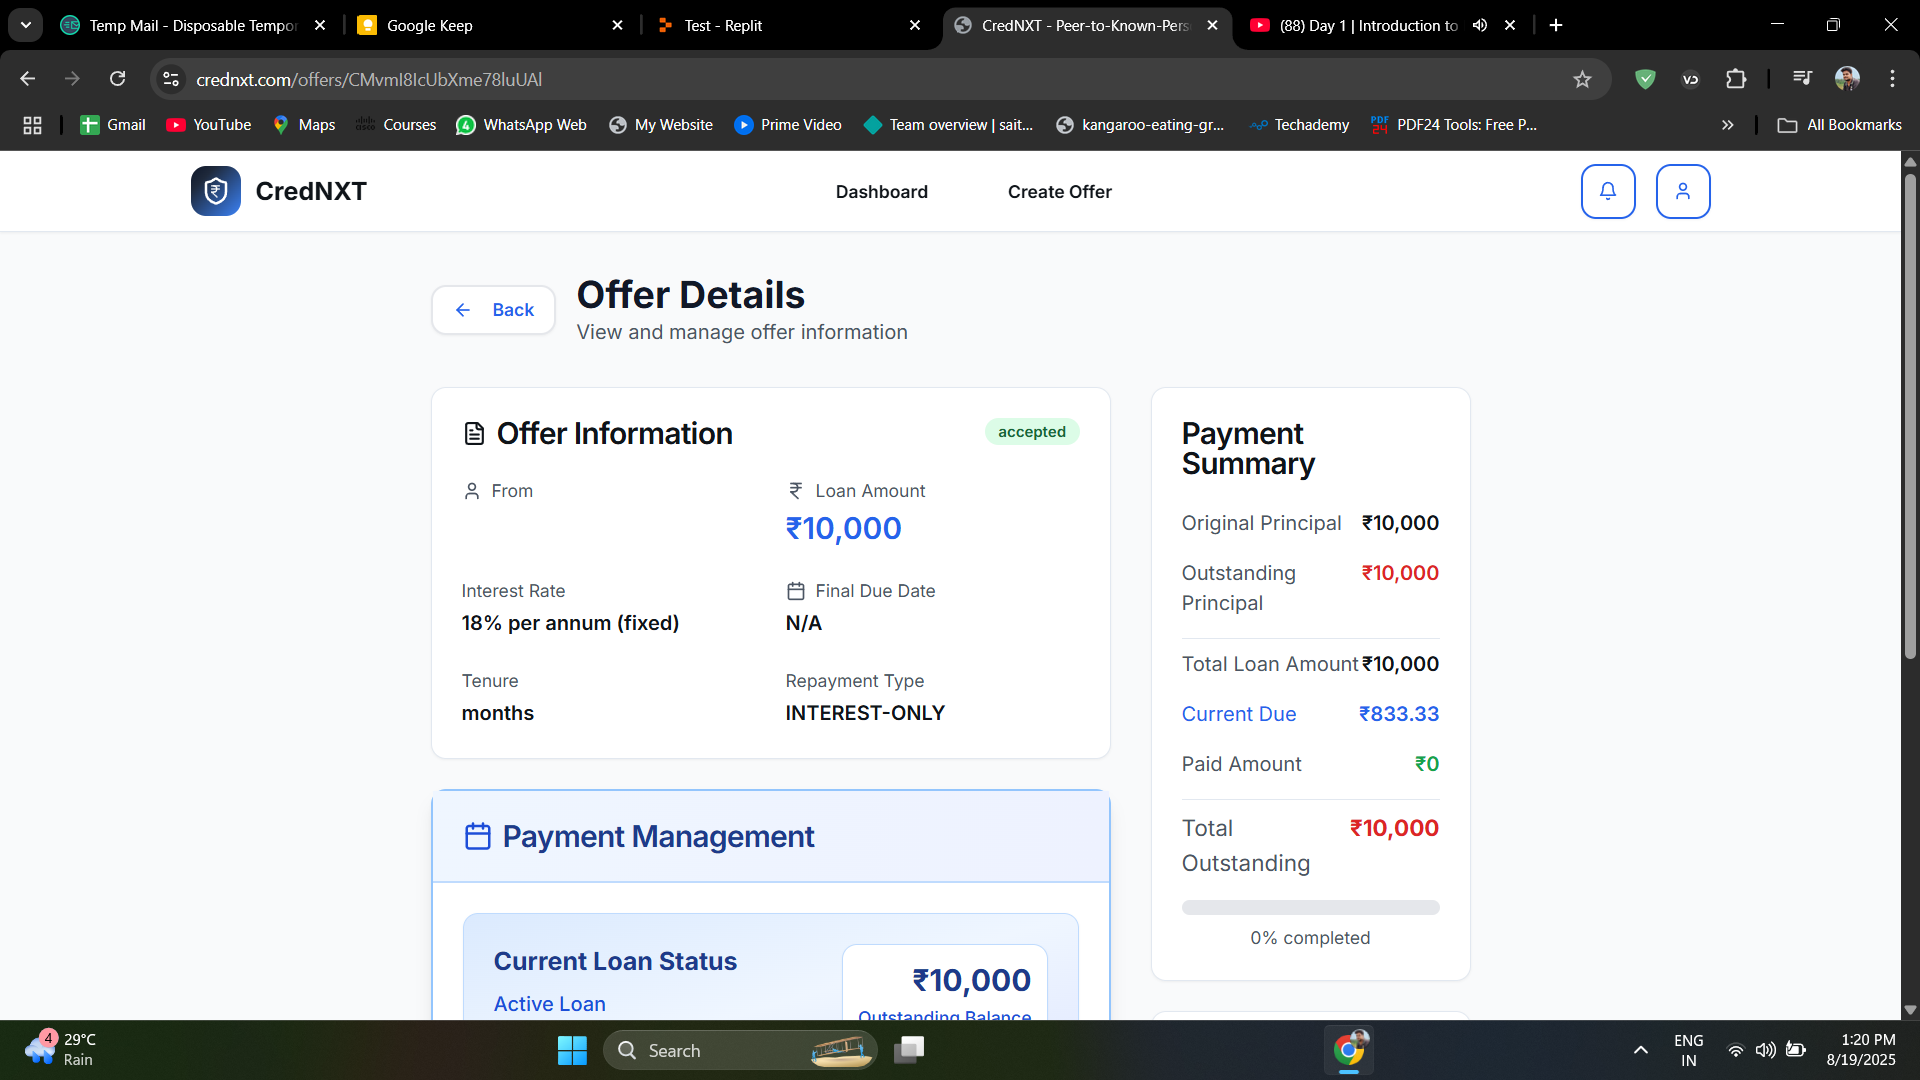 Temp Mail - Disposable Tempor
Google Keep
Test - Replit
CredNXT - Peer-to-Known-Pers
(88) Day 1 | Introduction to
crednxt.com/offers/CMvml8IcUbXme78luUAl
Gmail
YouTube
Maps
Courses
WhatsApp Web
My Website
Prime Video
Team overview | sait...
kangaroo-eating-gr...
Techademy
PDF24 Tools: Free P...
All Bookmarks
CredNXT
Dashboard
Create Offer
Back
Offer Details
View and manage offer information
Offer Information
accepted
From
Loan Amount
₹10,000
Interest Rate
18% per annum (fixed)
Final Due Date
N/A
Tenure
months
Repayment Type
INTEREST-ONLY
Payment Management
Current Loan Status
Active Loan
₹10,000
Outstanding Balance
Payment
Summary
Original Principal ₹10,000
Outstanding ₹10,000
Principal
Total Loan Amount ₹10,000
Current Due ₹833.33
Paid Amount ₹0
Total ₹10,000
Outstanding
0% completed
4
29°C
Rain
Search
ENG
IN
1:20 PM
8/19/2025